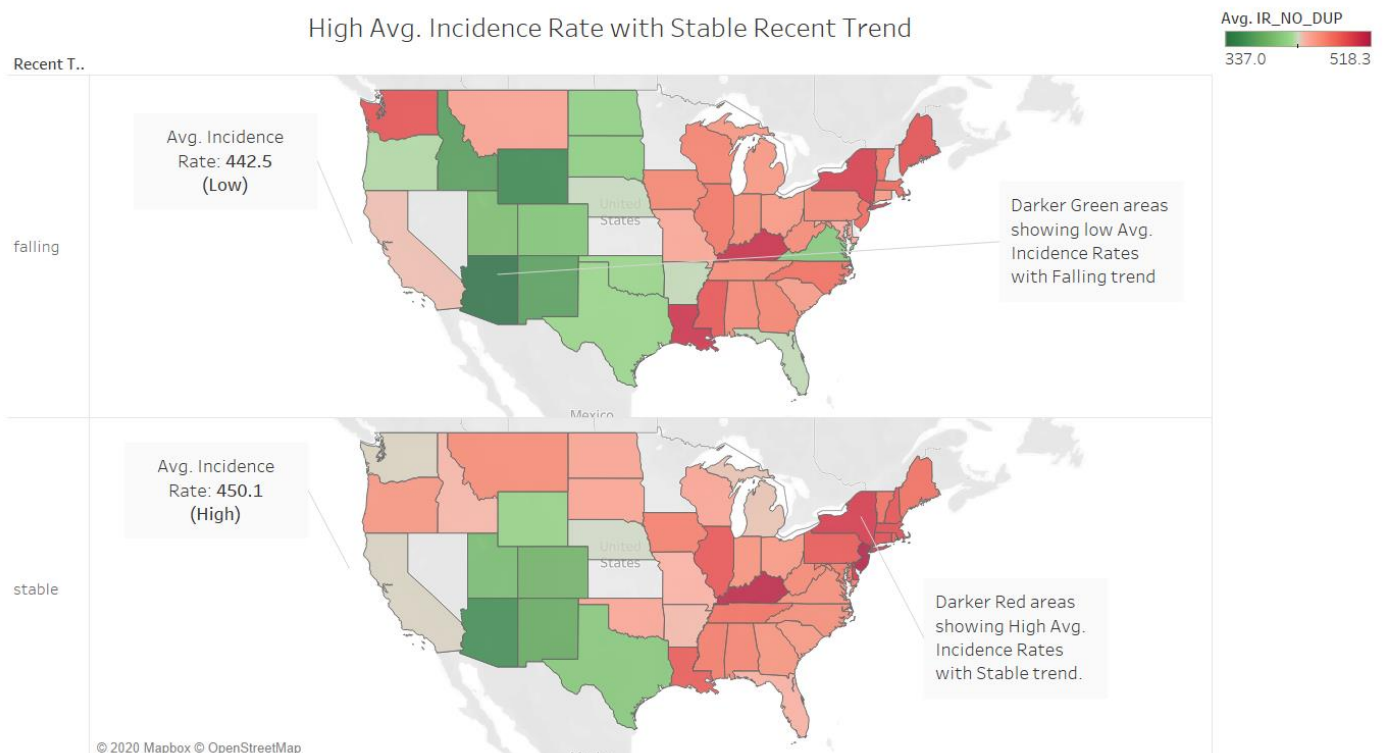 High Avg. Incidence Rate with Stable Recent Trend
Avg. IR_NO_DUP
337.0 518.3
Recent T..
falling
Avg. Incidence
Rate: 442.5
(Low)
United
States
Darker Green areas
showing low Avg.
Incidence Rates
with Falling trend
Mexico
stable
Avg. Incidence
Rate: 450.1
(High)
United
States
Darker Red areas
showing High Avg.
Incidence Rates
with Stable trend.
© 2020 Mapbox © OpenStreetMap